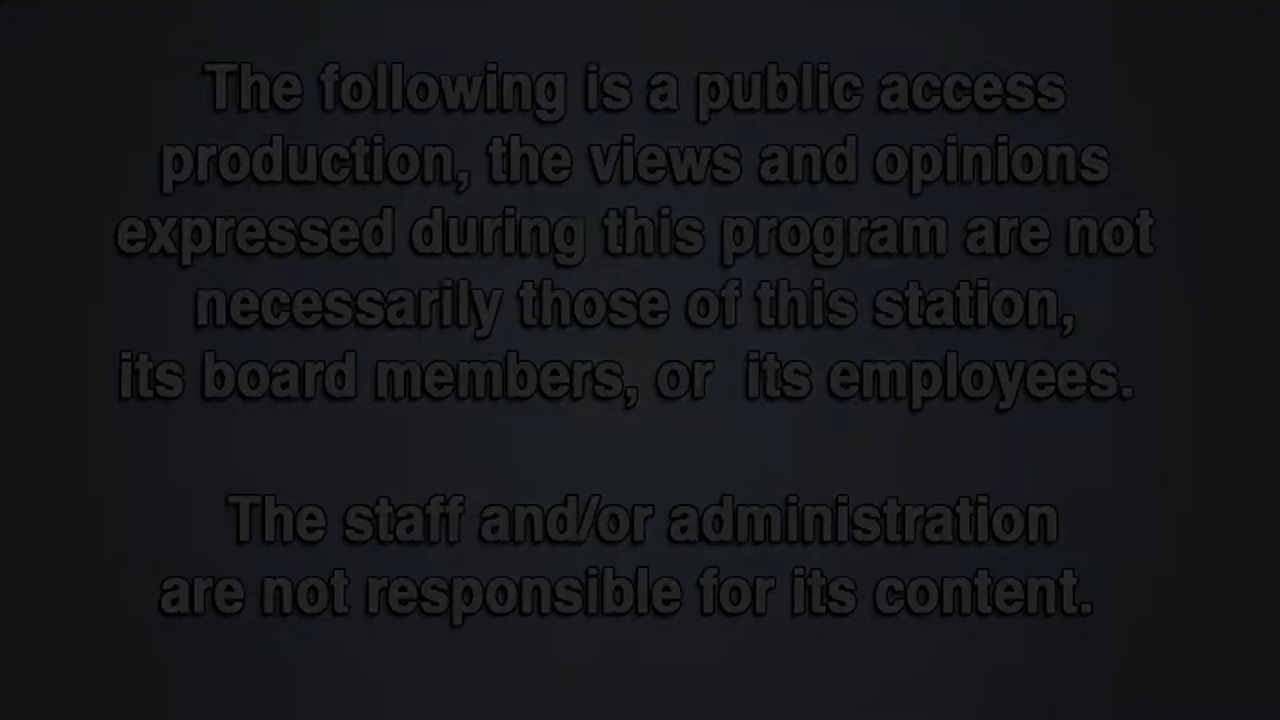 The following is a public access
production, the views and opinions
expressed during this program are not
necessarily those of this station,
its board members, or  its employees.
The staff and/or administration
are not responsible for its content.